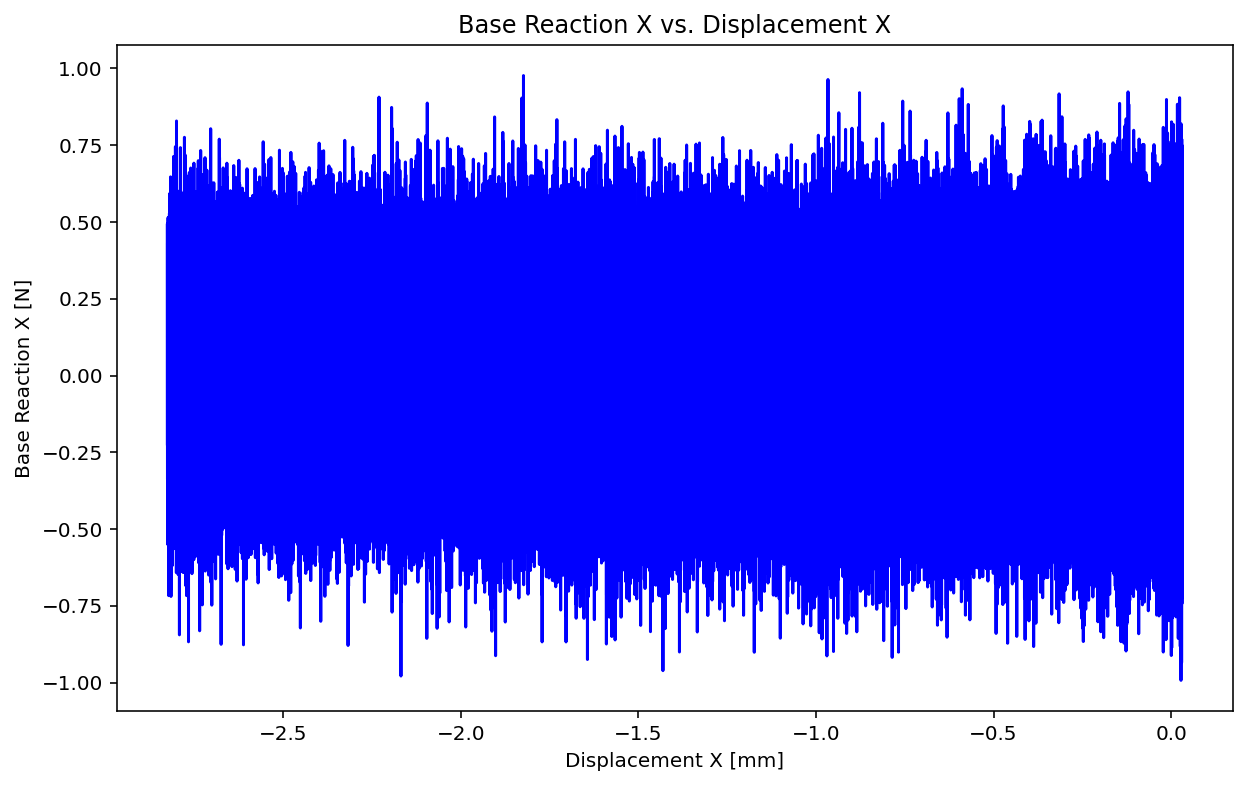 Base Reaction X vs. Displacement X
1.00
0.75
0.50
0.25
0.00
−0.25
−0.50
−0.75
−1.00
Base Reaction X [N]
−2.5 −2.0 −1.5 −1.0 −0.5 0.0
Displacement X [mm]